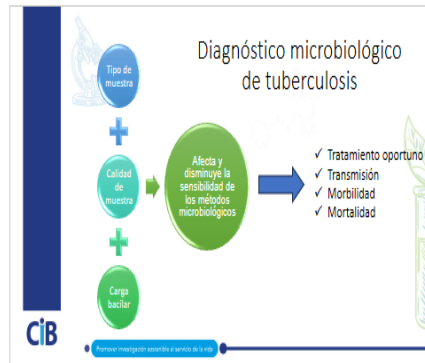 Diagnóstico microbiológico
de tuberculosis
Tipo de
muestra
Calidad
de
muestra
Carga
bacilar
Afecta y
disminuye la
sensibilidad de
los métodos
microbiológicos
✓ Tratamiento oportuno
✓ Transmisión
✓ Morbilidad
✓ Mortalidad
CIB
Promover investigación sostenible al servicio de la vida